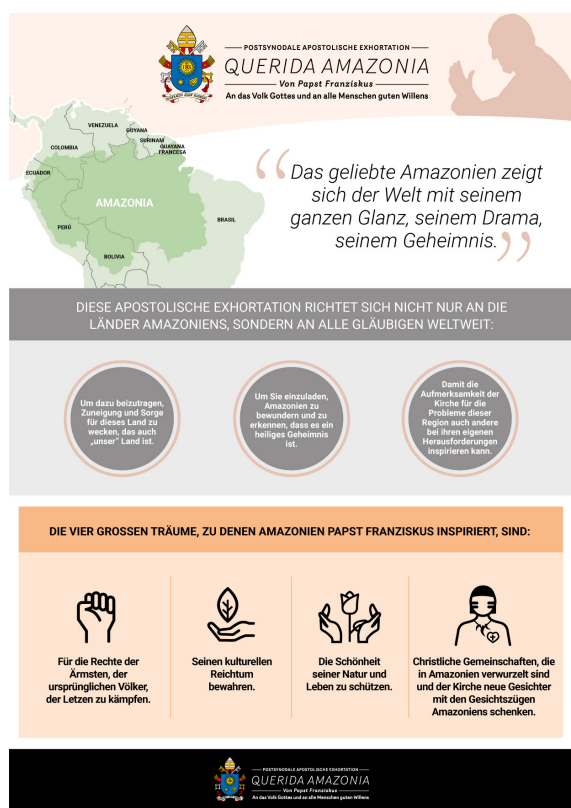 POSTSYNODALE APOSTOLISCHE EXHORTATION
QUERIDA AMAZONIA
Von Papst Franziskus
An das Volk Gottes und an alle Menschen guten Willens
VENEZUELA
GUYANA
SURINAM
GUAYANA
FRANCESA
COLOMBIA
ECUADOR
AMAZONIA
PERÚ
BRASIL
BOLIVIA
“Das geliebte Amazonien zeigt
sich der Welt mit seinem
ganzen Glanz, seinem Drama,
seinem Geheimnis.”
DIESE APOSTOLISCHE EXHORTATION RICHTET SICH NICHT NUR AN DIE
LÄNDER AMAZONIENS, SONDERN AN ALLE GLÄUBIGEN WELTWEIT:
Um dazu beizutragen,
Zuneigung und Sorge
für dieses Land zu
wecken, das auch
„unser“ Land ist.
Um Sie einzuladen,
Amazonien zu
bewundern und zu
erkennen, dass es ein
heiliges Geheimnis
ist.
Damit die
Aufmerksamkeit der
Kirche für die
Probleme dieser
Region auch andere
bei ihren eigenen
Herausforderungen
inspirieren kann.
DIE VIER GROSSEN TRÄUME, ZU DENEN AMAZONIEN PAPST FRANZISKUS INSPIRIERT, SIND:
Für die Rechte der
Ärmsten, der
ursprünglichen Völker,
der Letzen zu kämpfen.
Seinen kulturellen
Reichtum
bewahren.
Die Schönheit
seiner Natur und
Leben zu schützen.
Christliche Gemeinschaften, die
in Amazonien verwurzelt sind
und der Kirche neue Gesichter
mit den Gesichtszügen
Amazoniens schenken.
POSTSYNODALE APOSTOLISCHE EXHORTATION
QUERIDA AMAZONIA
Von Papst Franziskus
An das Volk Gottes und an alle Menschen guten Willens